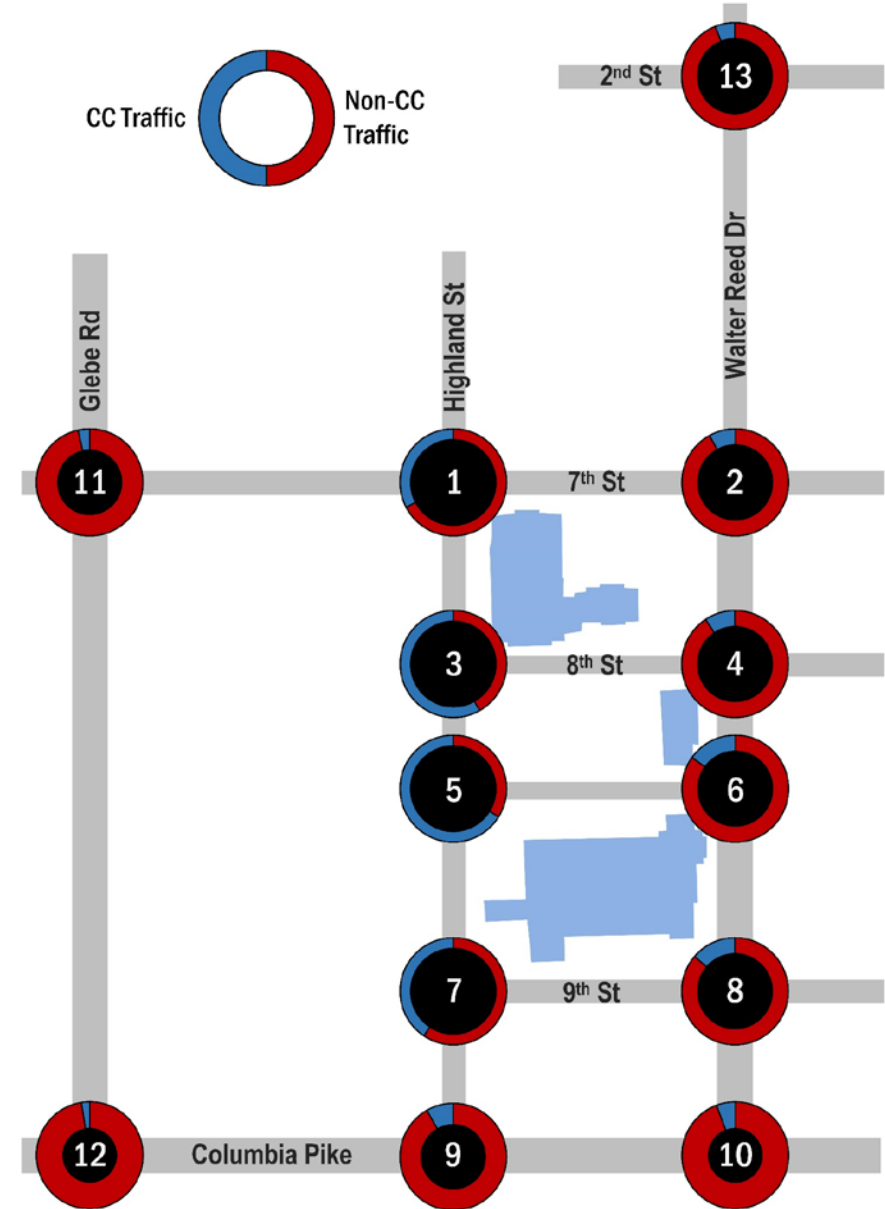 2nd St
13
CC Traffic
Non-CC
Traffic
Walter Reed Dr
Glebe Rd
Highland St
11
1
7th St
2
3
8th St
4
5
6
7
9th St
8
12
Columbia Pike
9
10